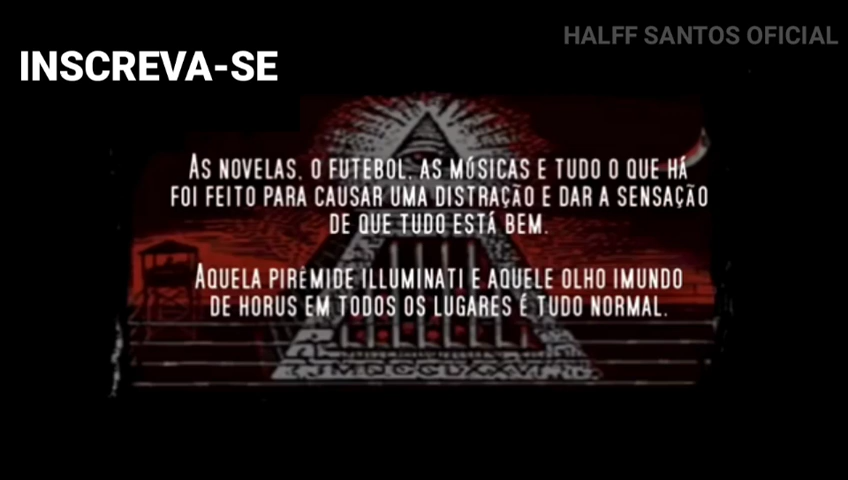 HALFF SANTOS OFICIAL
INSCREVA-SE
AS NOVELAS, O FUTEBOL, AS MÚSICAS E TUDO O QUE HÁ
FOI FEITO PARA CAUSAR UMA DISTRAÇÃO E DAR A SENSAÇÃO
DE QUE TUDO ESTÁ BEM.
AQUELA PIRÊMIDE ILLUMINATI E AQUELE OLHO IMUNDO
DE HORUS EM TODOS OS LUGARES É TUDO NORMAL.